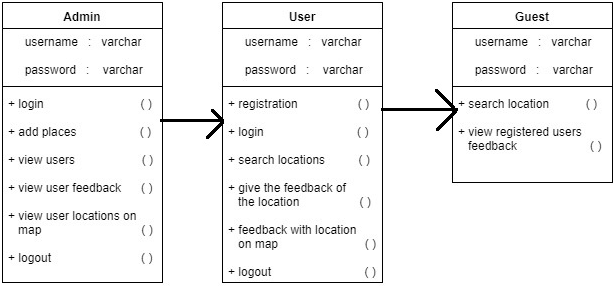 Admin
username : varchar
password : varchar
+ login ( )
+ add places ( )
+ view users ( )
+ view user feedback ( )
+ view user locations on
map ( )
+ logout ( )
User
username : varchar
password : varchar
+ registration ( )
+ login ( )
+ search locations ( )
+ give the feedback of
the location ( )
+ feedback with location
on map ( )
+ logout ( )
Guest
username : varchar
password : varchar
+ search location ( )
+ view registered users
feedback ( )